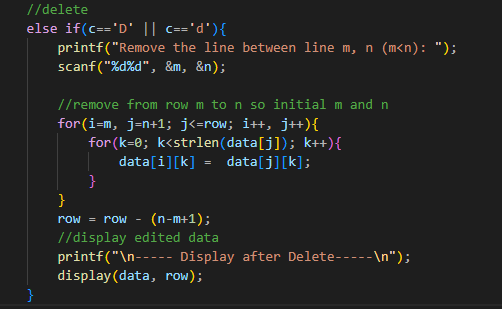 //delete
else if(c=='D' || c=='d'){
printf("Remove the line between line m, n (m<n): ");
scanf("%d%d", &m, &n);
//remove from row m to n so initial m and n
for(i=m, j=n+1; j<=row; i++, j++){
for(k=0; k<strlen(data[j]); k++){
data[i][k] =  data[j][k];
}
}
row = row - (n-m+1);
//display edited data
printf("\n----- Display after Delete-----\n");
display(data, row);
}